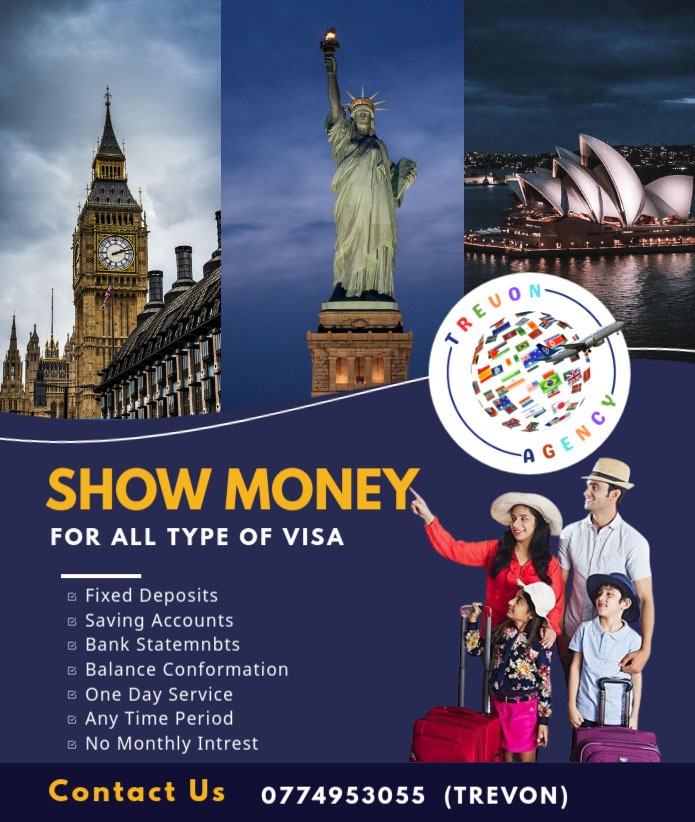 TREVON
AGENCY
SHOW MONEY
FOR ALL TYPE OF VISA
Fixed Deposits
Saving Accounts
Bank Statemnbts
Balance Conformation
One Day Service
Any Time Period
No Monthly Intrest
Contact Us 0774953055 (TREVON)